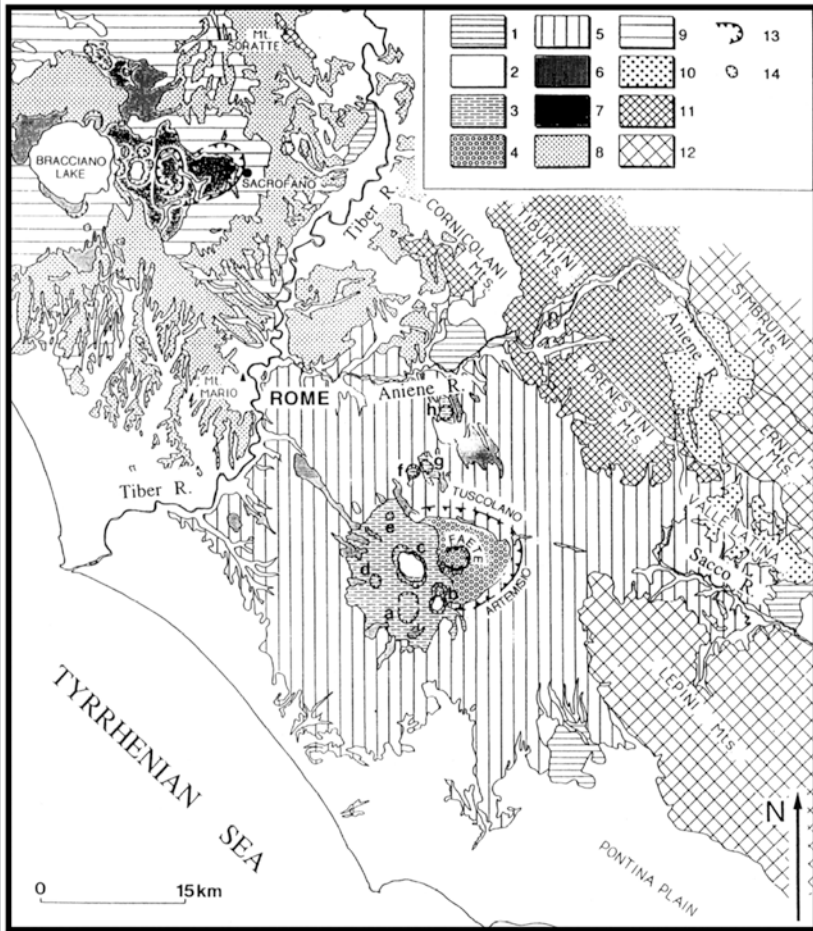 Mt.
SORATTE
1
5
9
13
2
6
10
14
3
7
11
4
8
12
BRACCIANO
LAKE
SACROFANO
Tiber R.
CORNICOLANI
Mts.
TIBURTINI
Mts.
SIMBRUINI
Mts.
Aniene R.
Mt.
MARIO
ROME
Aniene R.
PRENESTINI
Mts
ERNICI
Mts.
h
f
g
Tiber R.
TUSCOLANO
VALLE LATINA
e
c
FAETE
Sacco R.
d
b
a
ARTEMISIO
LEPINI Mts
TYRRHENIAN
SEA
N
PONTINA PLAIN
0
15km